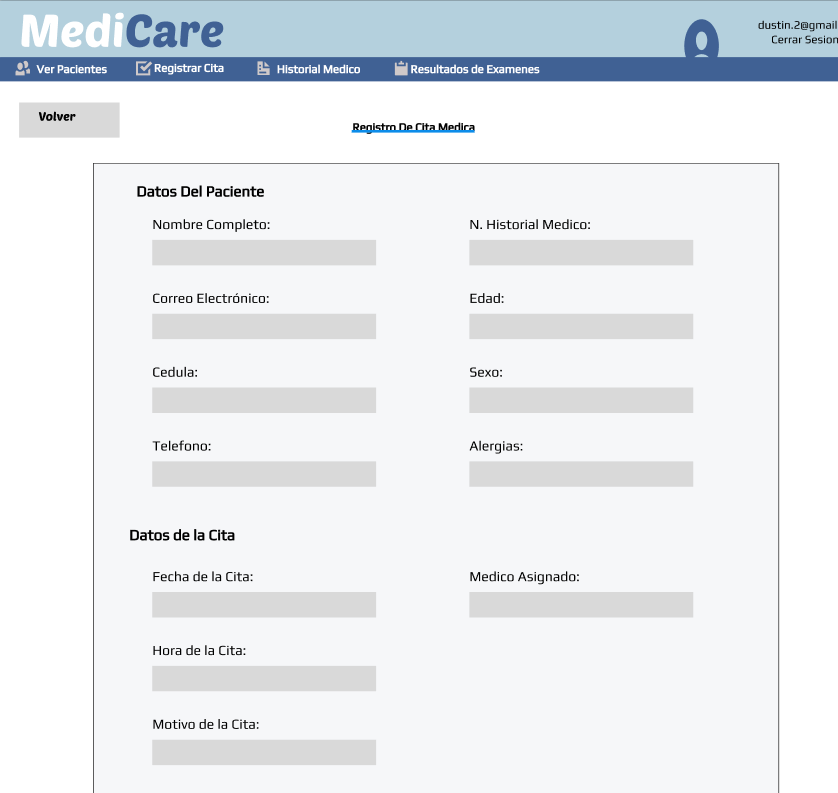 MediCare
dustin.2@gmail
Cerrar Sesion
Ver Pacientes
Registrar Cita
Historial Medico
Resultados de Examenes
Volver
Registro De Cita Medica
Datos Del Paciente
Nombre Completo:
N. Historial Medico:
Correo Electrónico:
Edad:
Cedula:
Sexo:
Telefono:
Alergias:
Datos de la Cita
Fecha de la Cita:
Medico Asignado:
Hora de la Cita:
Motivo de la Cita: